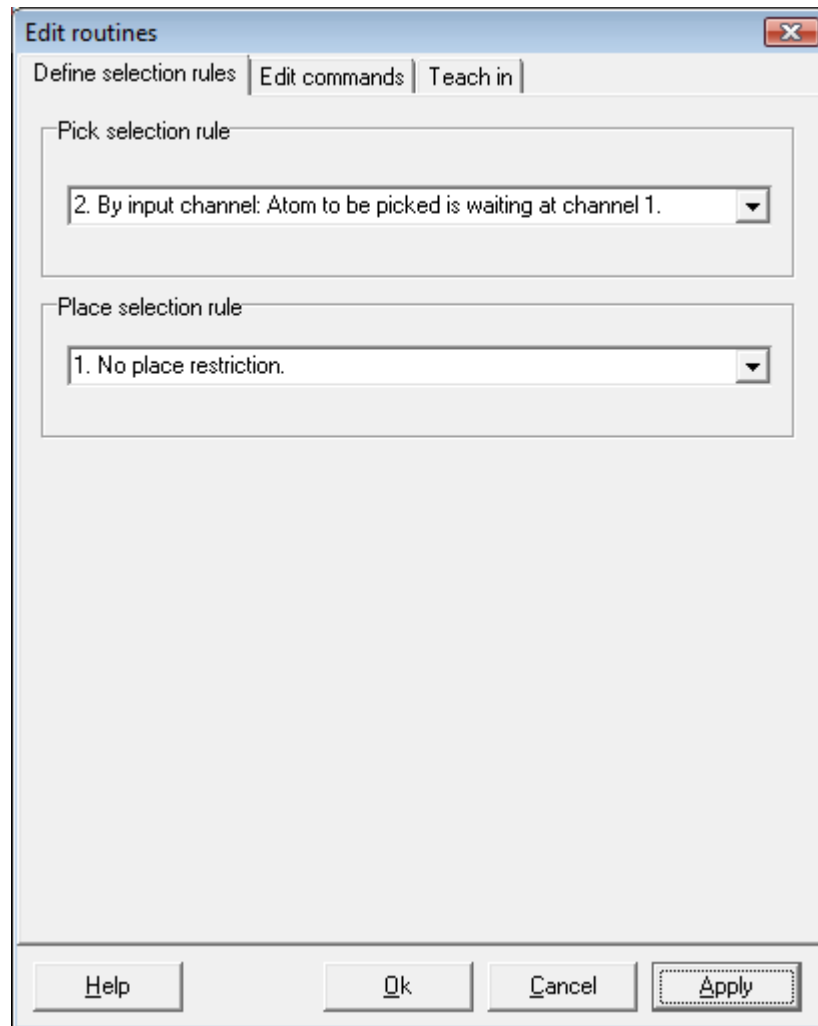 Edit routines
Define selection rules Edit commands Teach in
Pick selection rule
2. By input channel: Atom to be picked is waiting at channel 1.
Place selection rule
1. No place restriction.
Help Ok Cancel Apply